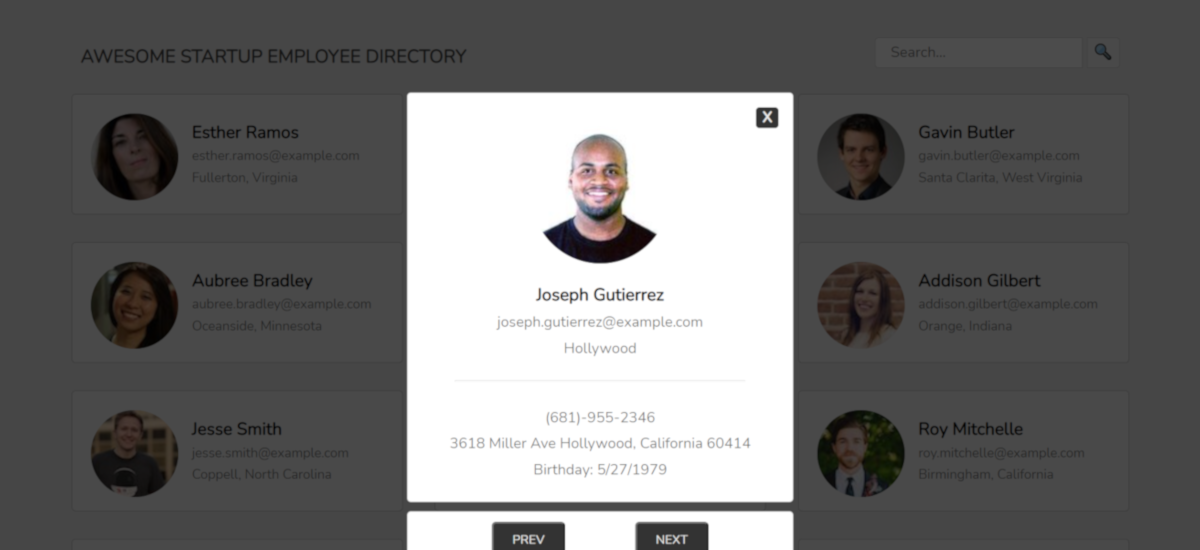 AWESOME STARTUP EMPLOYEE DIRECTORY
Search...
X
Esther Ramos
esther.ramos@example.com
Fullerton, Virginia
Gavin Butler
gavin.butler@example.com
Santa Clarita, West Virginia
Aubree Bradley
aubree.bradley@example.com
Oceanside, Minnesota
Joseph Gutierrez
joseph.gutierrez@example.com
Hollywood
(681)-955-2346
3618 Miller Ave Hollywood, California 60414
Birthday: 5/27/1979
Addison Gilbert
addison.gilbert@example.com
Orange, Indiana
Jesse Smith
jesse.smith@example.com
Coppell, North Carolina
Roy Mitchelle
roy.mitchelle@example.com
Birmingham, California
PREV
NEXT